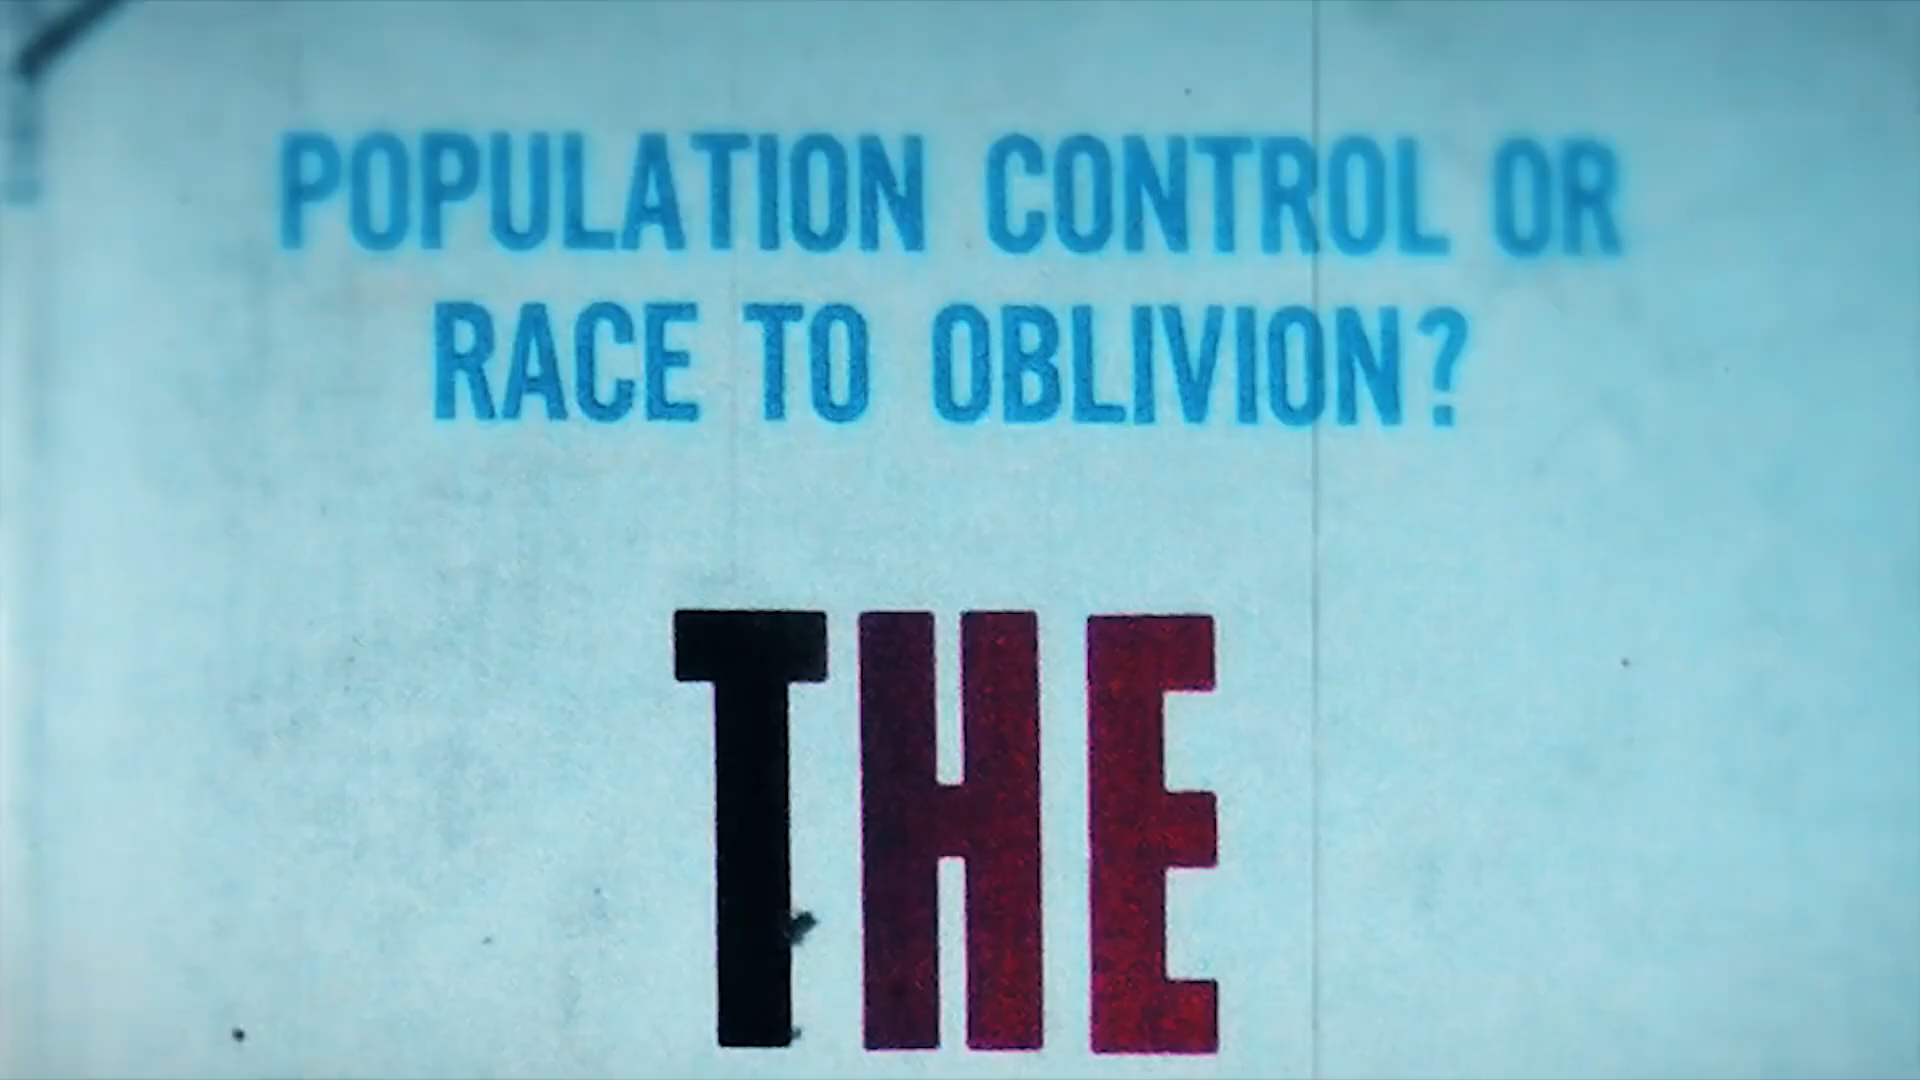 POPULATION CONTROL OR
RACE TO OBLIVION?
THE